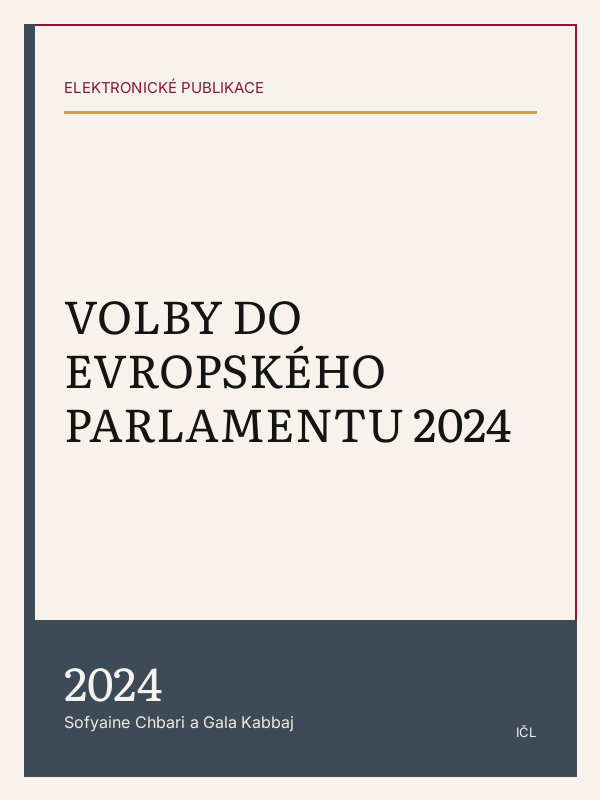 ELEKTRONICKÉ PUBLIKACE
VOLBY DO
EVROPSKÉHO
PARLAMENTU 2024
2024
Sofyaine Chbari a Gala Kabbaj
IČL